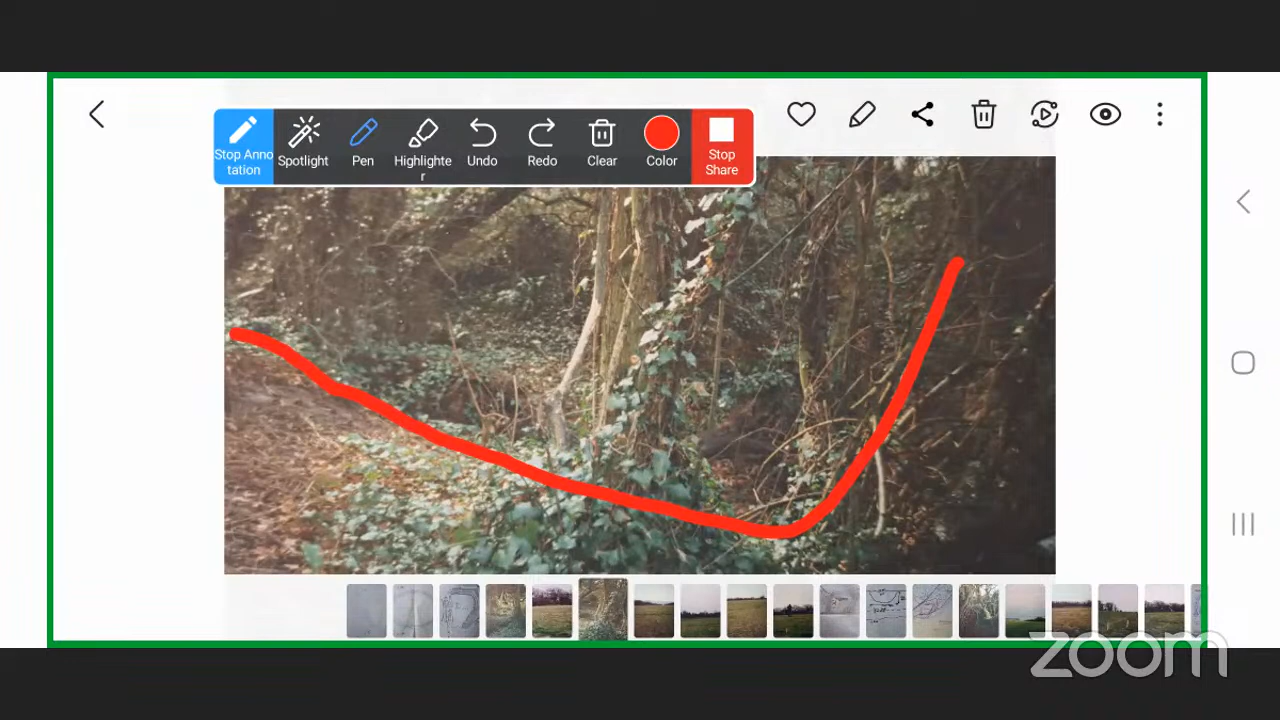 Stop Anno
tation
Spotlight
Pen
Highlighte
r
Undo
Redo
Clear
Color
Stop
Share
zoom